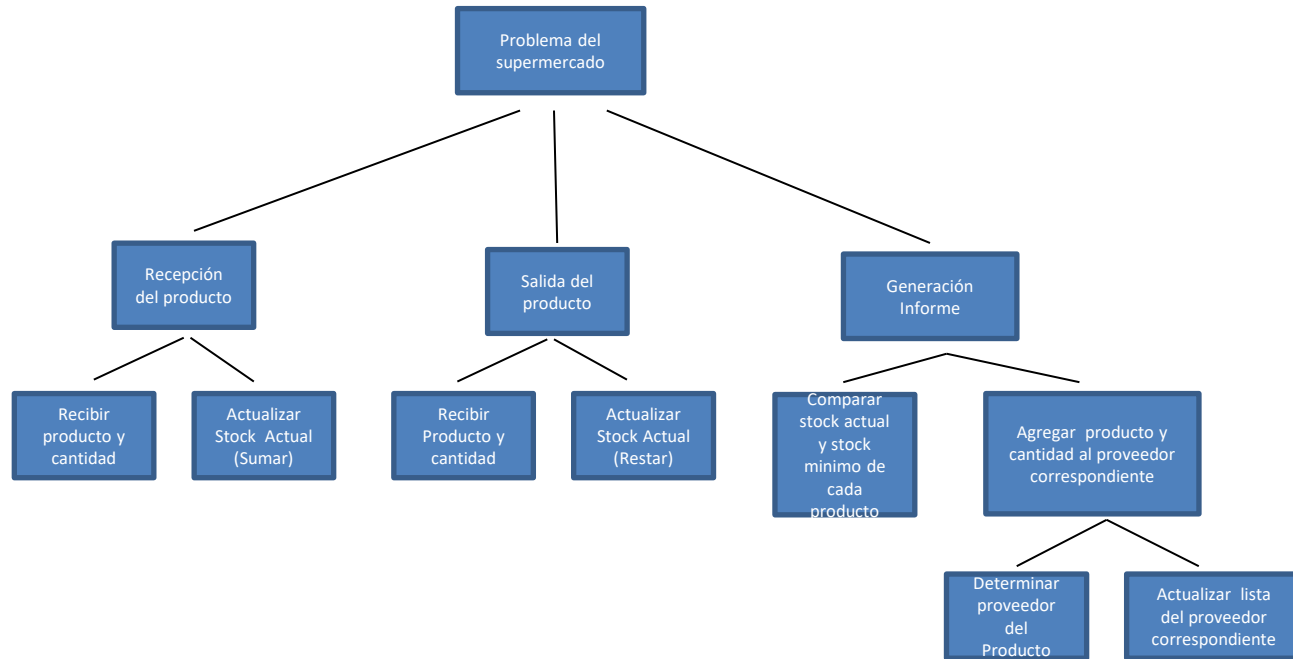 Problema del
supermercado
Recepción
del producto
Salida del
producto
Generación
Informe
Recibir
producto y
cantidad
Actualizar
Stock Actual
(Sumar)
Recibir
Producto y
cantidad
Actualizar
Stock Actual
(Restar)
Comparar
stock actual
y stock
minimo de
cada
producto
Agregar producto y
cantidad al proveedor
correspondiente
Determinar
proveedor
del
Producto
Actualizar lista
del proveedor
correspondiente